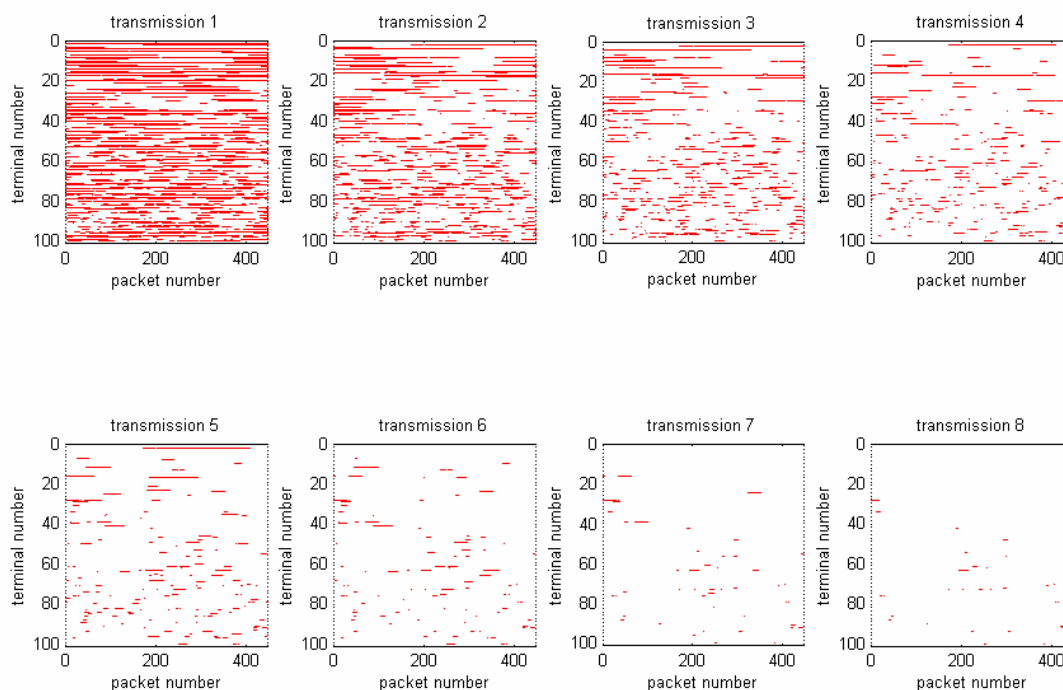 transmission 1
0
20
40
60
80
100
terminal number
0 200 400
packet number
transmission 2
0
20
40
60
80
100
terminal number
0 200 400
packet number
transmission 3
0
20
40
60
80
100
terminal number
0 200 400
packet number
transmission 4
0
20
40
60
80
100
terminal number
0 200 400
packet number
transmission 5
0
20
40
60
80
100
terminal number
0 200 400
packet number
transmission 6
0
20
40
60
80
100
terminal number
0 200 400
packet number
transmission 7
0
20
40
60
80
100
terminal number
0 200 400
packet number
transmission 8
0
20
40
60
80
100
terminal number
0 200 400
packet number